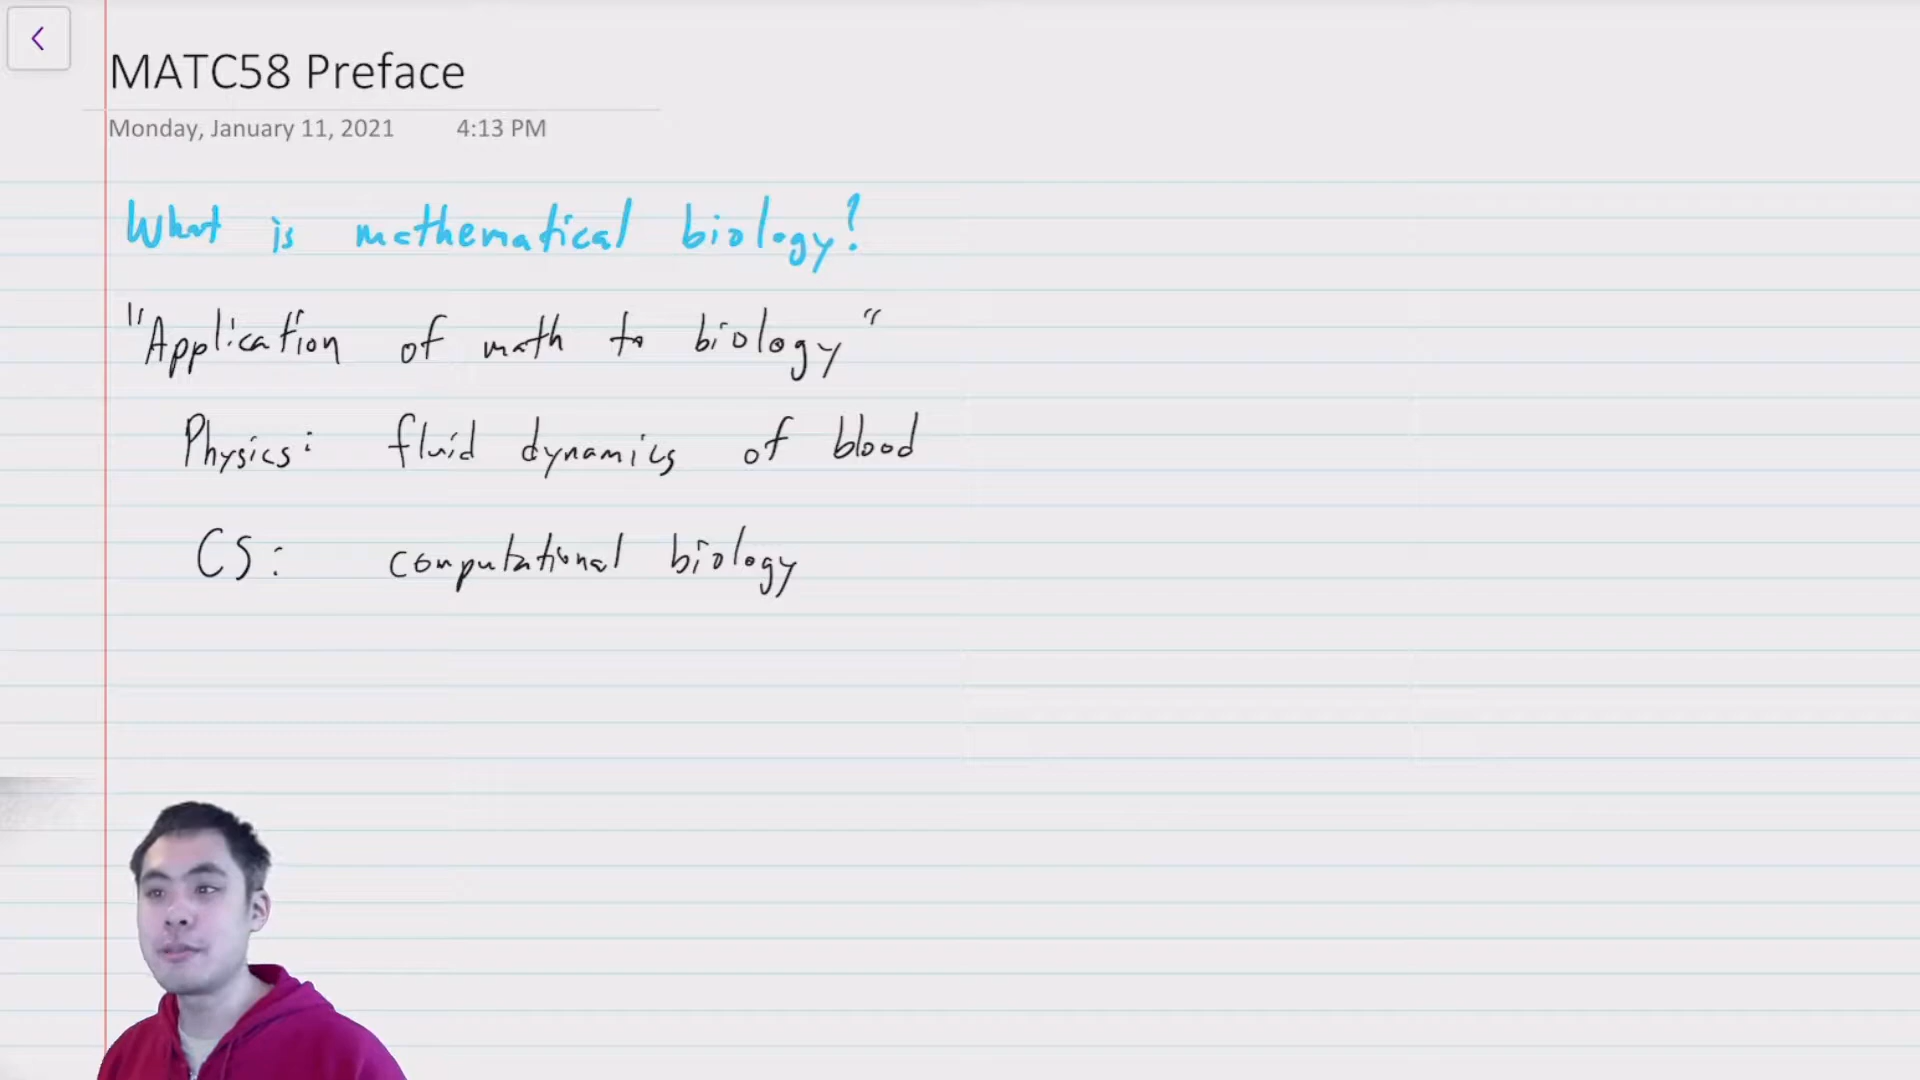 MATC58 Preface
Monday, January 11, 2021 4:13 PM
What is mathematical biology?
"Application of math to biology"
Physics: fluid dynamics of blood
CS: computational biology